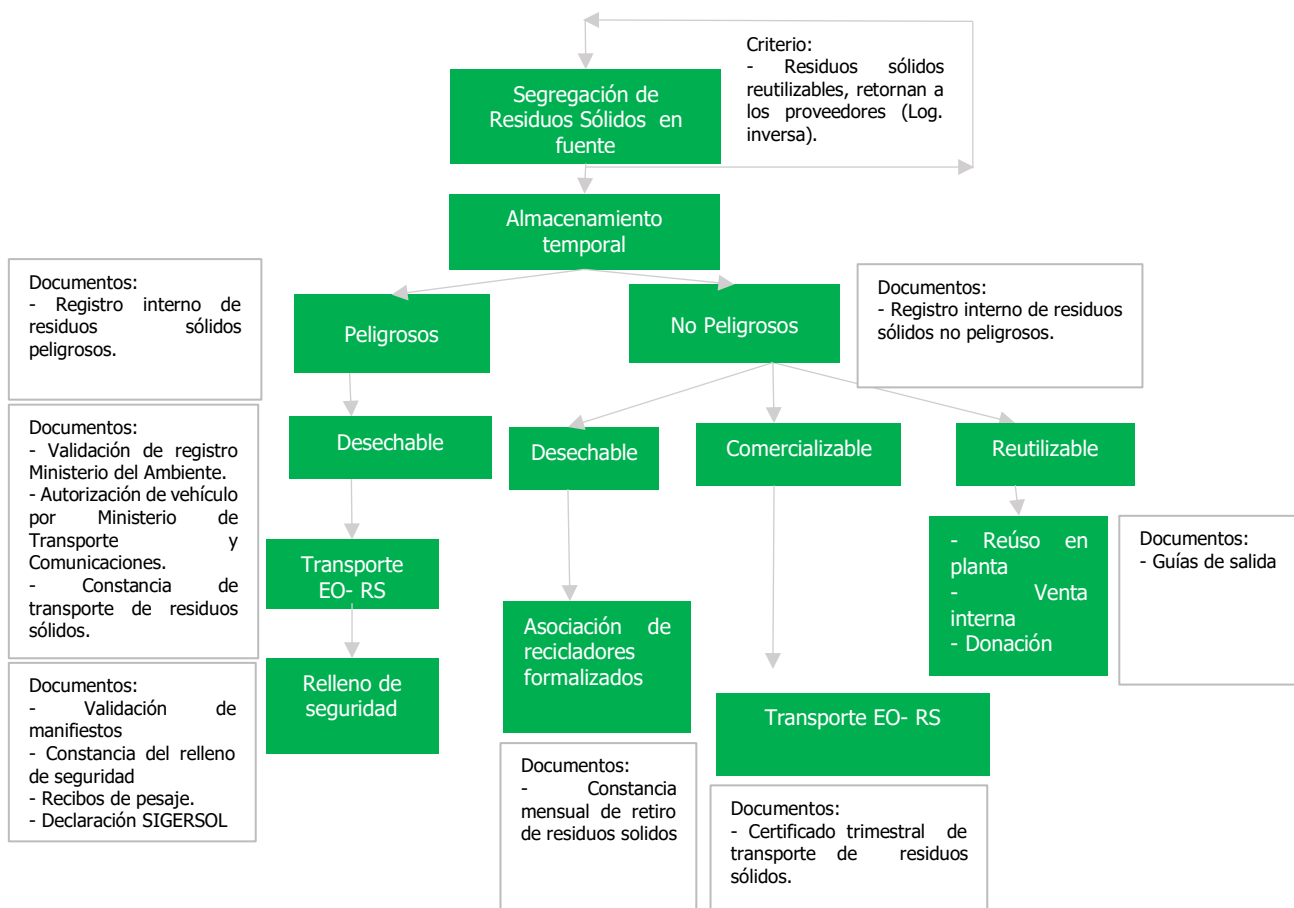 Criterio:
- Residuos sólidos
reutilizables, retornan a
los proveedores (Log.
inversa).
Segregación de
Residuos Sólidos en
fuente
Almacenamiento
temporal
Documentos:
- Registro interno de
residuos sólidos
peligrosos.
Peligrosos
No Peligrosos
Documentos:
- Registro interno de residuos
sólidos no peligrosos.
Documentos:
- Validación de registro
Ministerio del Ambiente.
- Autorización de vehículo
por Ministerio de
Transporte y
Comunicaciones.
- Constancia de
transporte de residuos
sólidos.
Desechable
Desechable
Comercializable
Reutilizable
Transporte
EO- RS
- Reúso en
planta
- Venta
interna
- Donación
Documentos:
- Guías de salida
Asociación de
recicladores
formalizados
Documentos:
- Validación de
manifiestos
- Constancia del relleno
de seguridad
- Recibos de pesaje.
- Declaración SIGERSOL
Relleno de
seguridad
Transporte EO- RS
Documentos:
- Constancia
mensual de retiro
de residuos solidos
Documentos:
- Certificado trimestral de
transporte de residuos
sólidos.